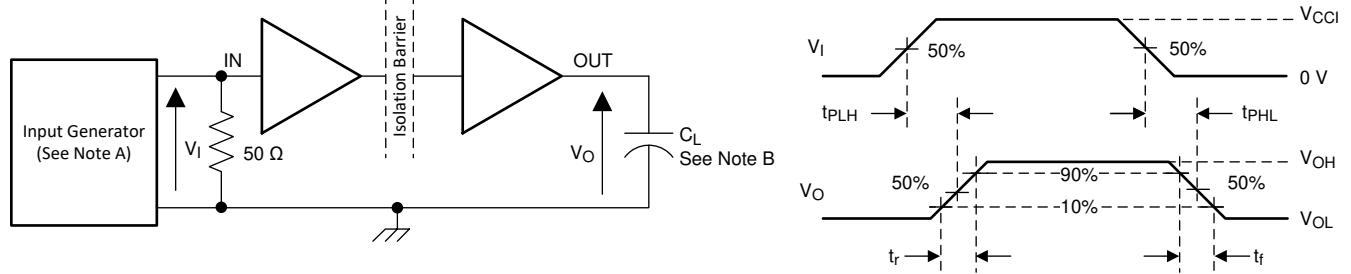 Input Generator
(See Note A)
V_I
50 Ω
IN
Isolation Barrier
OUT
V_O
C_L
See Note B
V_I
50%
50%
V_CCI
0 V
t_PLH
t_PHL
V_O
50%
90%
50%
10%
V_OH
V_OL
t_r
t_f